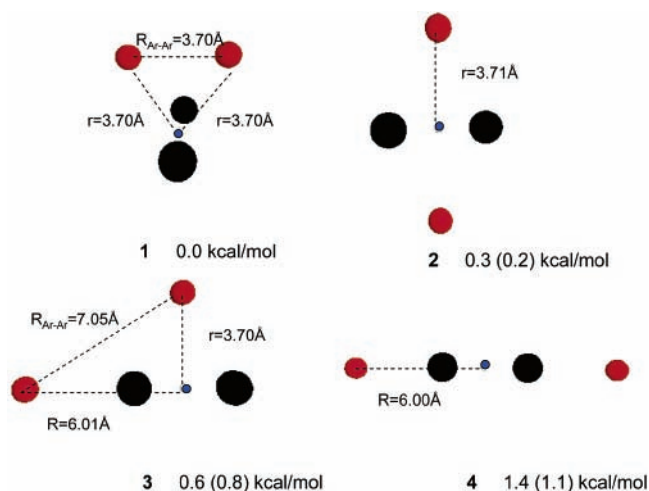 R_Ar-Ar=3.70Å
r=3.70Å r=3.70Å
1 0.0 kcal/mol
r=3.71Å
2 0.3 (0.2) kcal/mol
R_Ar-Ar=7.05Å
r=3.70Å
R=6.01Å
3 0.6 (0.8) kcal/mol
R=6.00Å
4 1.4 (1.1) kcal/mol